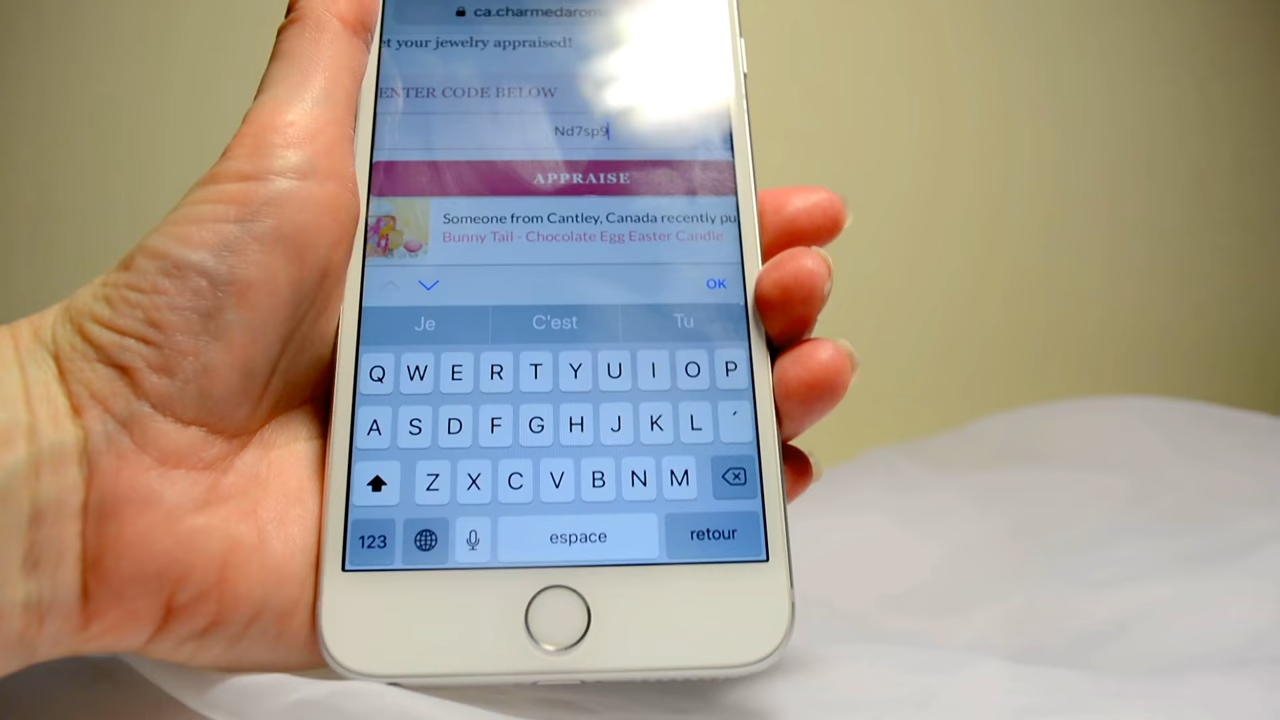 ca.charmedarom
et your jewelry appraised!
ENTER CODE BELOW
Nd7sp9
APPRAISE
Someone from Cantley, Canada recently pu
Bunny Tail - Chocolate Egg Easter Candle
OK
Je C'est Tu
Q W E R T Y U I O P
A S D F G H J K L ´
Z X C V B N M
123 espace retour